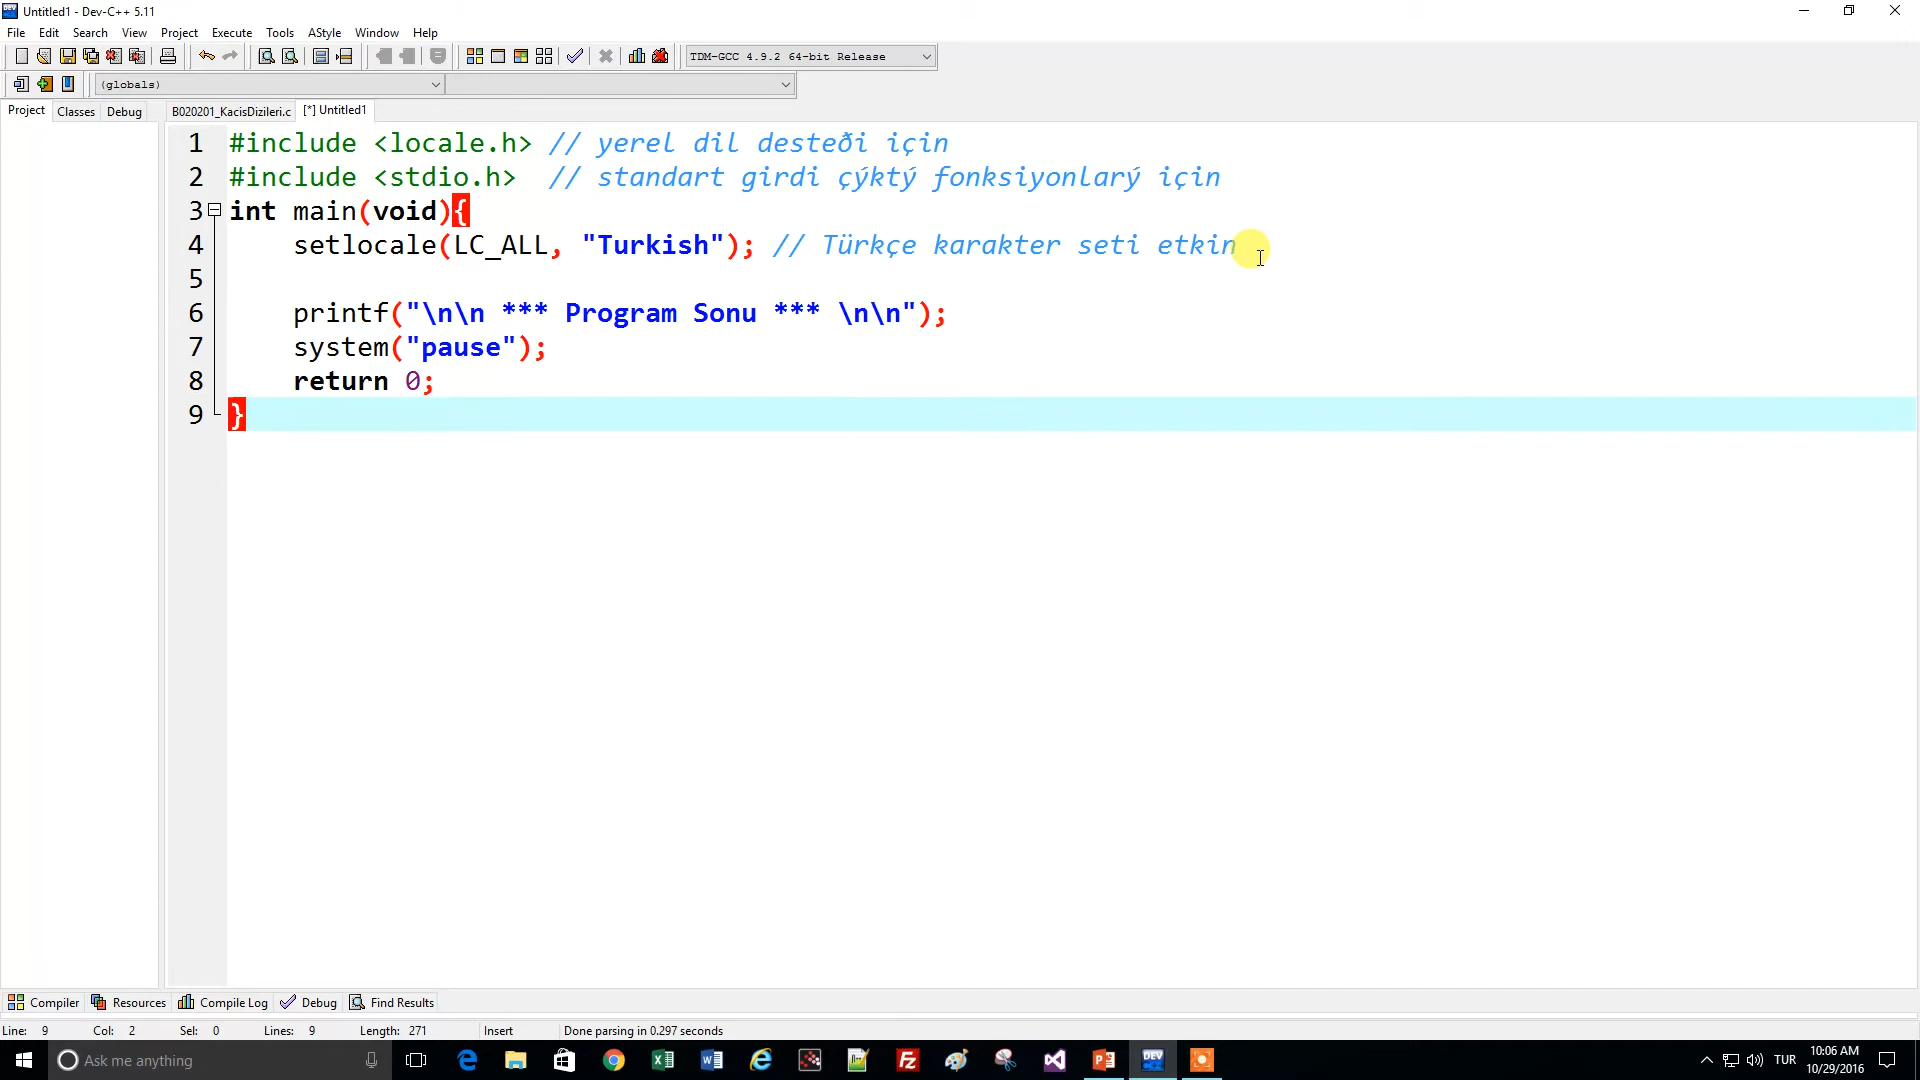 Untitled1 - Dev-C++ 5.11
File Edit Search View Project Execute Tools AStyle Window Help
TDM-GCC 4.9.2 64-bit Release
(globals)
Project Classes Debug B020201_KacisDizileri.c [*] Untitled1
1 #include <locale.h> // yerel dil desteði için
2 #include <stdio.h> // standart girdi çýktý fonksiyonlarý için
3 int main(void){
4 setlocale(LC_ALL, "Turkish"); // Türkçe karakter seti etkin
5
6 printf("\n\n *** Program Sonu *** \n\n");
7 system("pause");
8 return 0;
9 }
Compiler Resources Compile Log Debug Find Results
Line: 9 Col: 2 Sel: 0 Lines: 9 Length: 271 Insert Done parsing in 0.297 seconds
Ask me anything
TUR
10:06 AM
10/29/2016